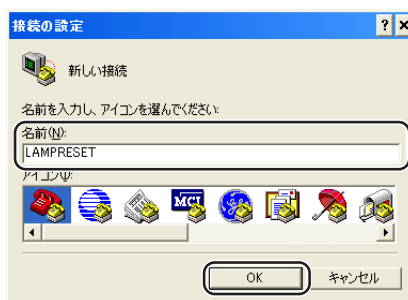 接続の設定
新しい接続
名前を入力し、アイコンを選んでください:
名前(N):
LAMPRESET
アイコン(I):
MCI
OK キャンセル